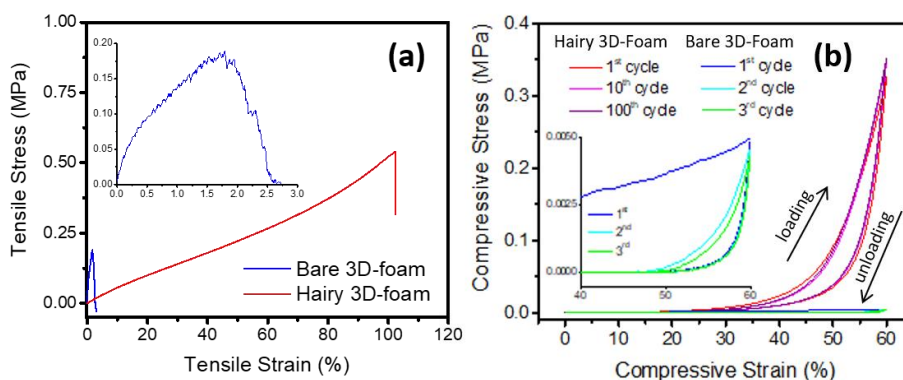 (a)
Tensile Stress (MPa)
1.00
0.75
0.50
0.25
0.00
0.20
0.15
0.10
0.05
0.00
0.0 0.5 1.0 1.5 2.0 2.5 3.0
Bare 3D-foam
Hairy 3D-foam
0 20 40 60 80 100 120
Tensile Strain (%)
(b)
Compressive Stress (MPa)
0.4
0.3
0.2
0.1
0.0
Hairy 3D-Foam Bare 3D-Foam
1st cycle 1st cycle
10th cycle 2nd cycle
100th cycle 3rd cycle
0.0050
0.0025
0.0000
1st
2nd
3rd
40 50 60
loading
unloading
0 10 20 30 40 50 60
Compressive Strain (%)